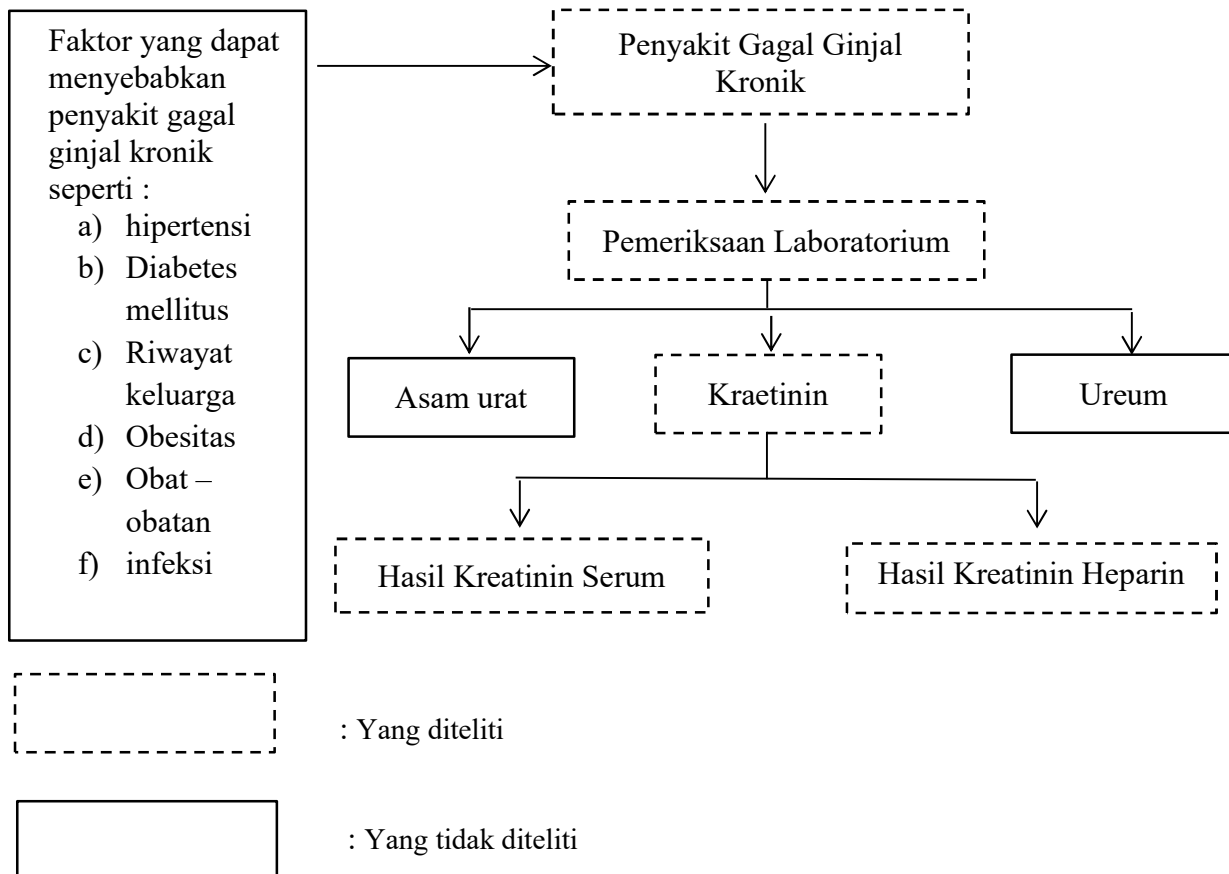 Faktor yang dapat
menyebabkan
penyakit gagal
ginjal kronik
seperti :
a) hipertensi
b) Diabetes
mellitus
c) Riwayat
keluarga
d) Obesitas
e) Obat –
obatan
f) infeksi
Penyakit Gagal Ginjal
Kronik
Pemeriksaan Laboratorium
Asam urat
Kraetinin
Ureum
Hasil Kreatinin Serum
Hasil Kreatinin Heparin
: Yang diteliti
: Yang tidak diteliti